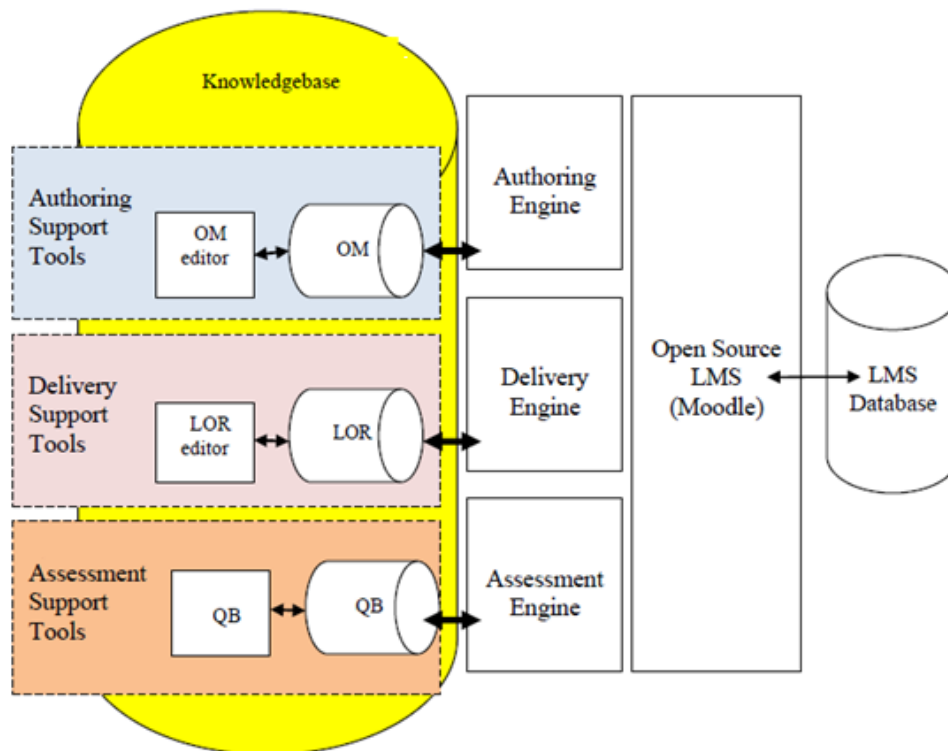 Knowledgebase
Authoring
Support
Tools
OM
editor
OM
Authoring
Engine
Delivery
Support
Tools
LOR
editor
LOR
Delivery
Engine
Assessment
Support
Tools
QB
QB
Assessment
Engine
Open Source
LMS
(Moodle)
LMS
Database